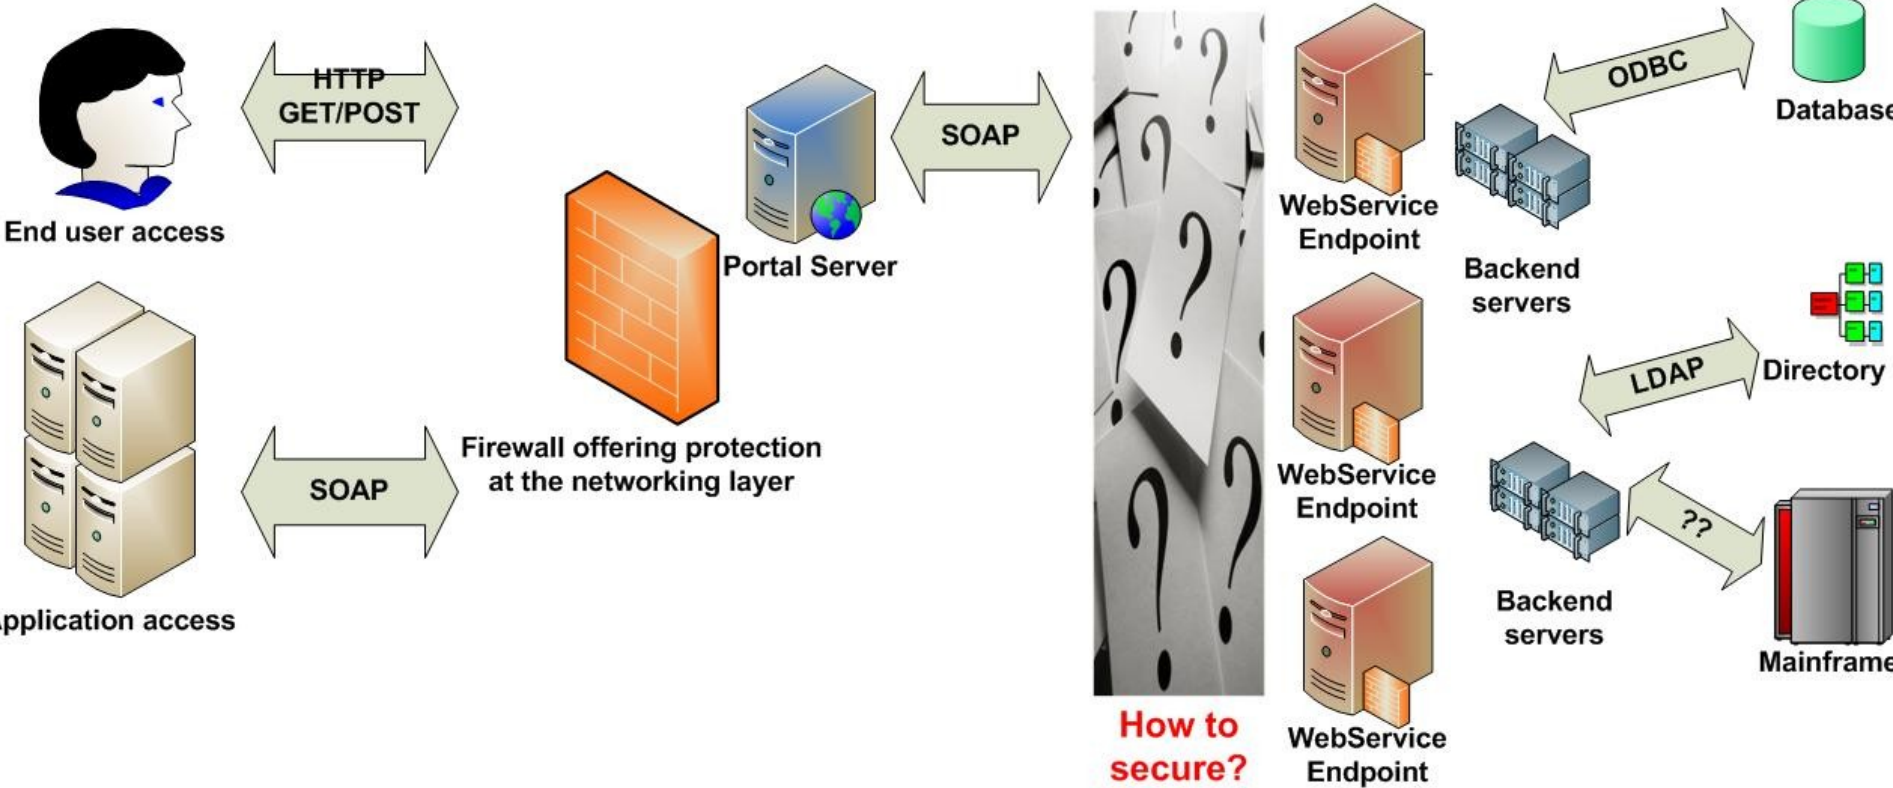 HTTP
GET/POST
End user access
SOAP
pplication access
Firewall offering protection
at the networking layer
Portal Server
SOAP
How to
secure?
WebService
Endpoint
WebService
Endpoint
WebService
Endpoint
Backend
servers
Backend
servers
ODBC
Database
LDAP
Directory
??
Mainframe